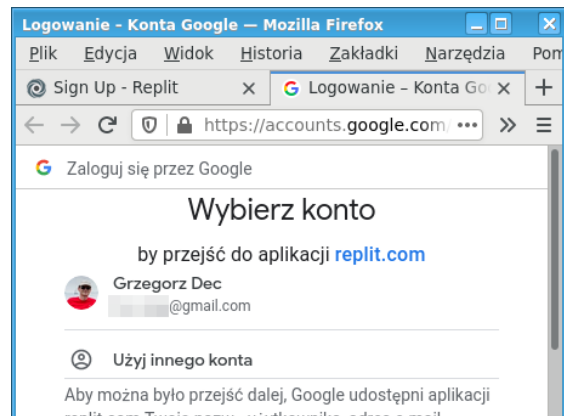 Logowanie – Konta Google — Mozilla Firefox
Plik Edycja Widok Historia Zakładki Narzędzia Pom
Sign Up - Replit
Logowanie – Konta Go
https://accounts.google.com/
Zaloguj się przez Google
Wybierz konto
by przejść do aplikacji replit.com
Grzegorz Dec
@gmail.com
Użyj innego konta
Aby można było przejść dalej, Google udostępni aplikacji